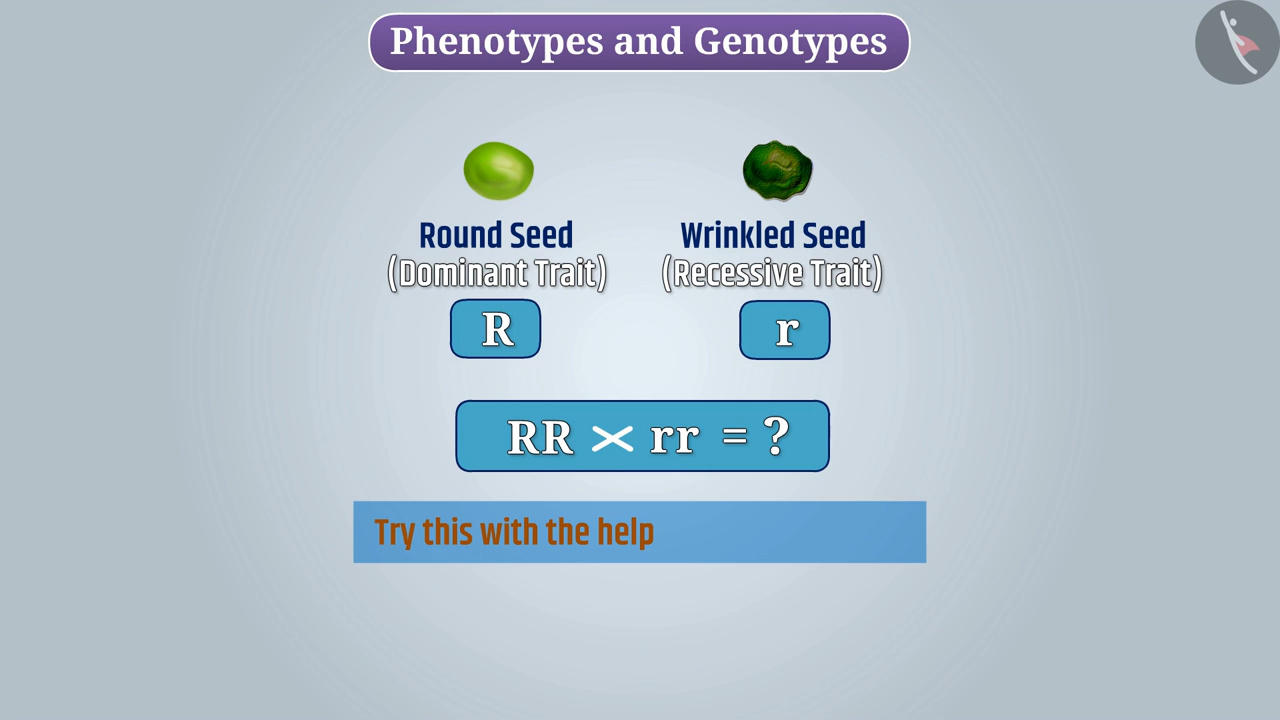 Phenotypes and Genotypes
Round Seed
(Dominant Trait)
R
Wrinkled Seed
(Recessive Trait)
r
RR × rr = ?
Try this with the help